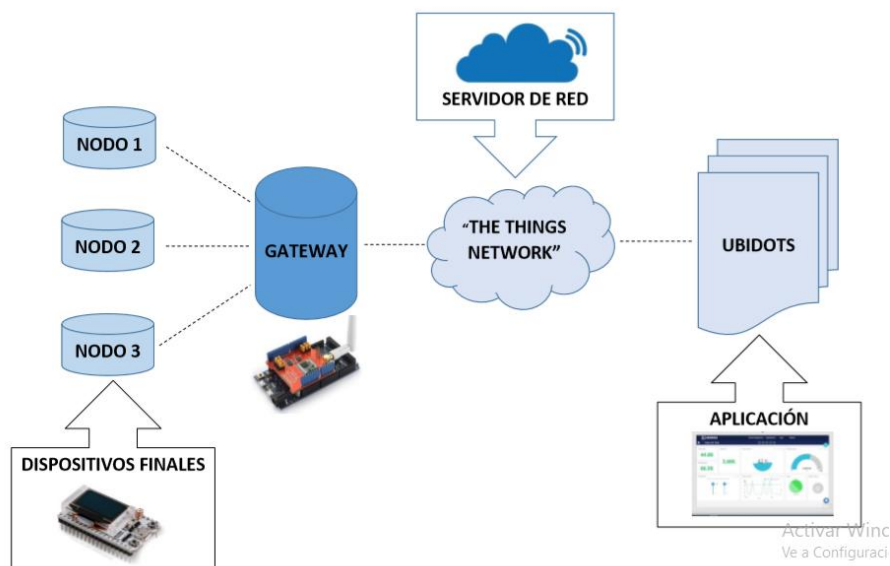 SERVIDOR DE RED
NODO 1
NODO 2
NODO 3
GATEWAY
“THE THINGS
NETWORK”
UBIDOTS
DISPOSITIVOS FINALES
APLICACIÓN
Activar Winc
Ve a Configuraci